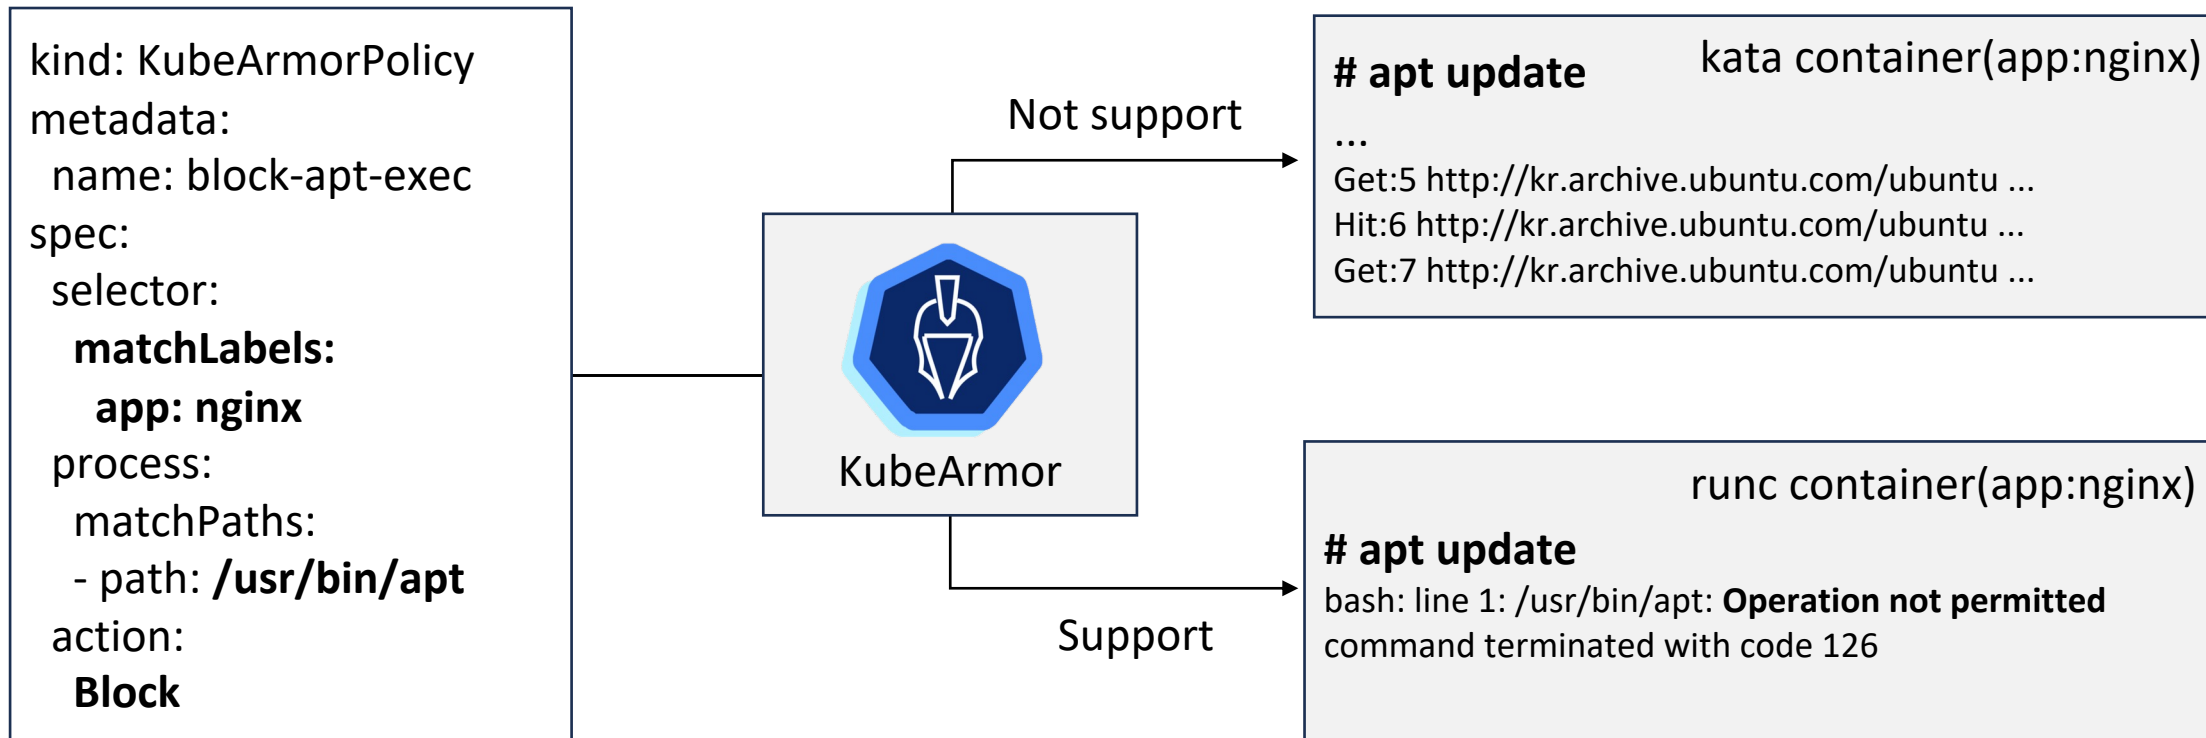 kind: KubeArmorPolicy
metadata:
name: block-apt-exec
spec:
selector:
matchLabels:
app: nginx
process:
matchPaths:
- path: /usr/bin/apt
action:
Block
KubeArmor
Not support
Support
kata container(app:nginx)
# apt update
...
Get:5 http://kr.archive.ubuntu.com/ubuntu ...
Hit:6 http://kr.archive.ubuntu.com/ubuntu ...
Get:7 http://kr.archive.ubuntu.com/ubuntu ...
runc container(app:nginx)
# apt update
bash: line 1: /usr/bin/apt: Operation not permitted
command terminated with code 126